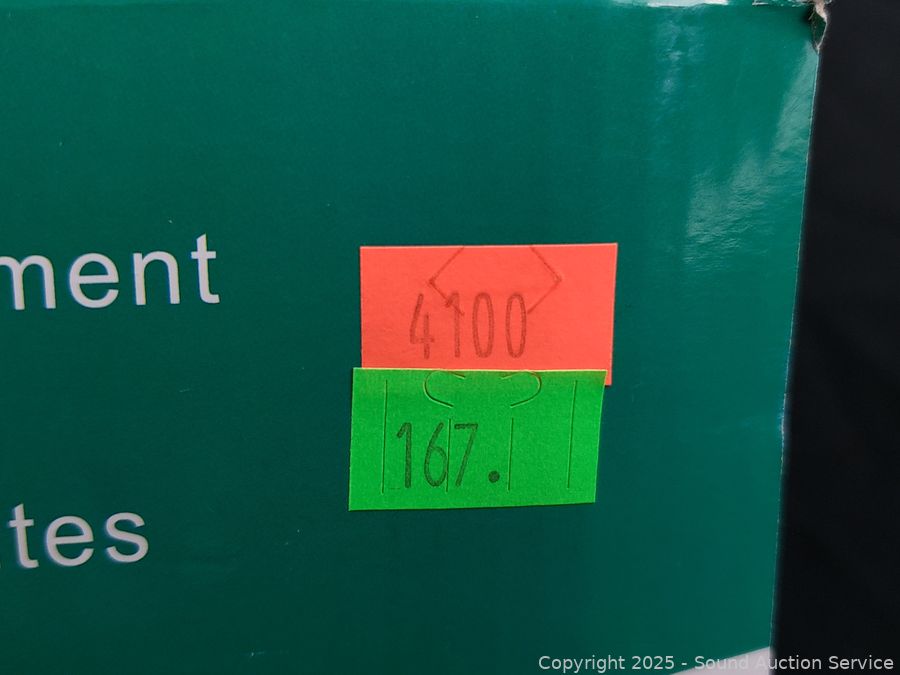 ment
4100
167.
tes
Copyright © 2025 - Sound Auction Service